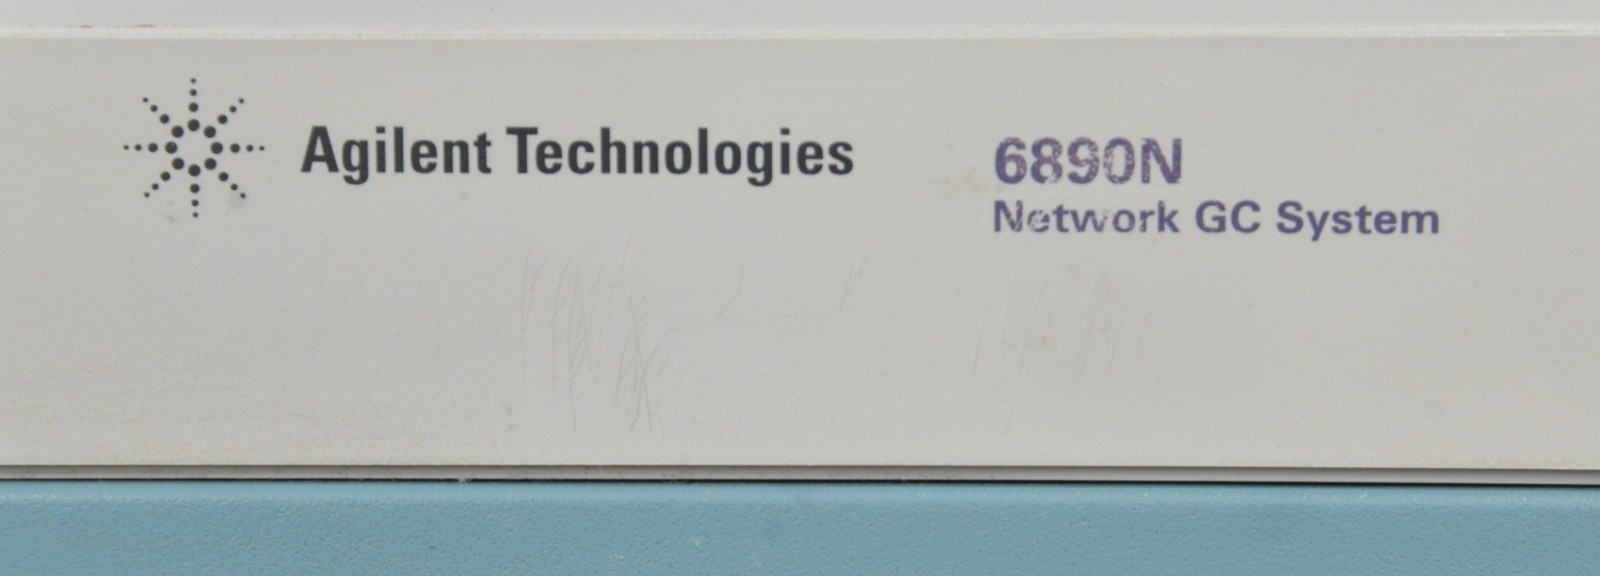 Agilent Technologies
6890N
Network GC System